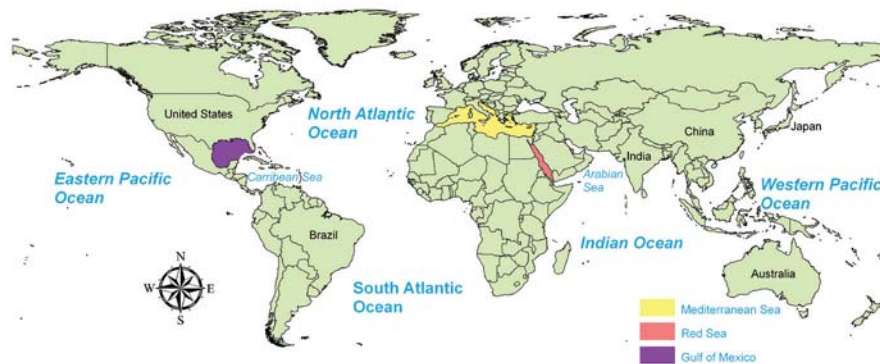 United States
North Atlantic
Ocean
China
Japan
India
Eastern Pacific
Ocean
Carribean Sea
Arabian
Sea
Western Pacific
Ocean
Brazil
Indian Ocean
Australia
South Atlantic
Ocean
N
W
E
S
Mediterranean Sea
Red Sea
Gulf of Mexico